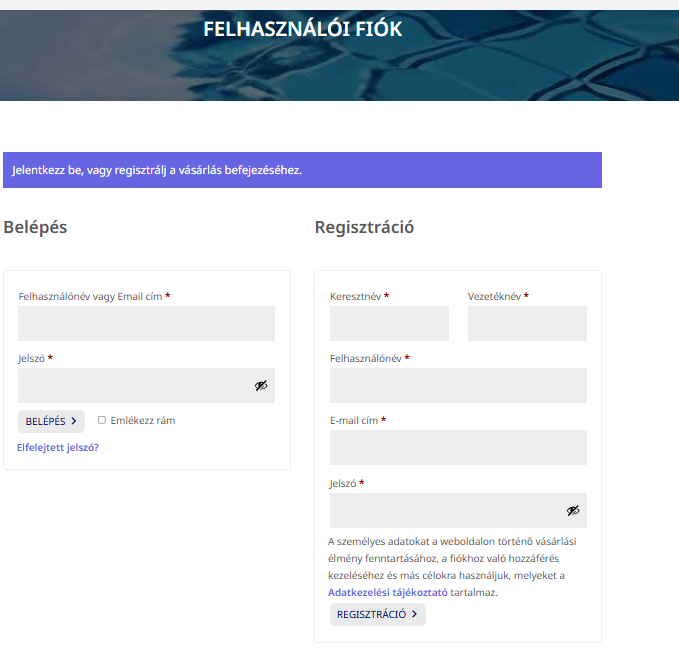 FELHASZNÁLÓI FIÓK
Jelentkezz be, vagy regisztrálj a vásárlás befejezéséhez.
Belépés
Felhasználónév vagy Email cím *
Jelszó *
BELÉPÉS
Emlékezz rám
Elfelejtett jelszó?
Regisztráció
Keresztnév *
Vezetéknév *
Felhasználónév *
E-mail cím *
Jelszó *
A személyes adatokat a weboldalon történő vásárlási
élmény fenntartásához, a fiókhoz való hozzáférés
kezeléséhez és más célokra használjuk, melyeket a
Adatkezelési tájékoztató tartalmaz.
REGISZTRÁCIÓ